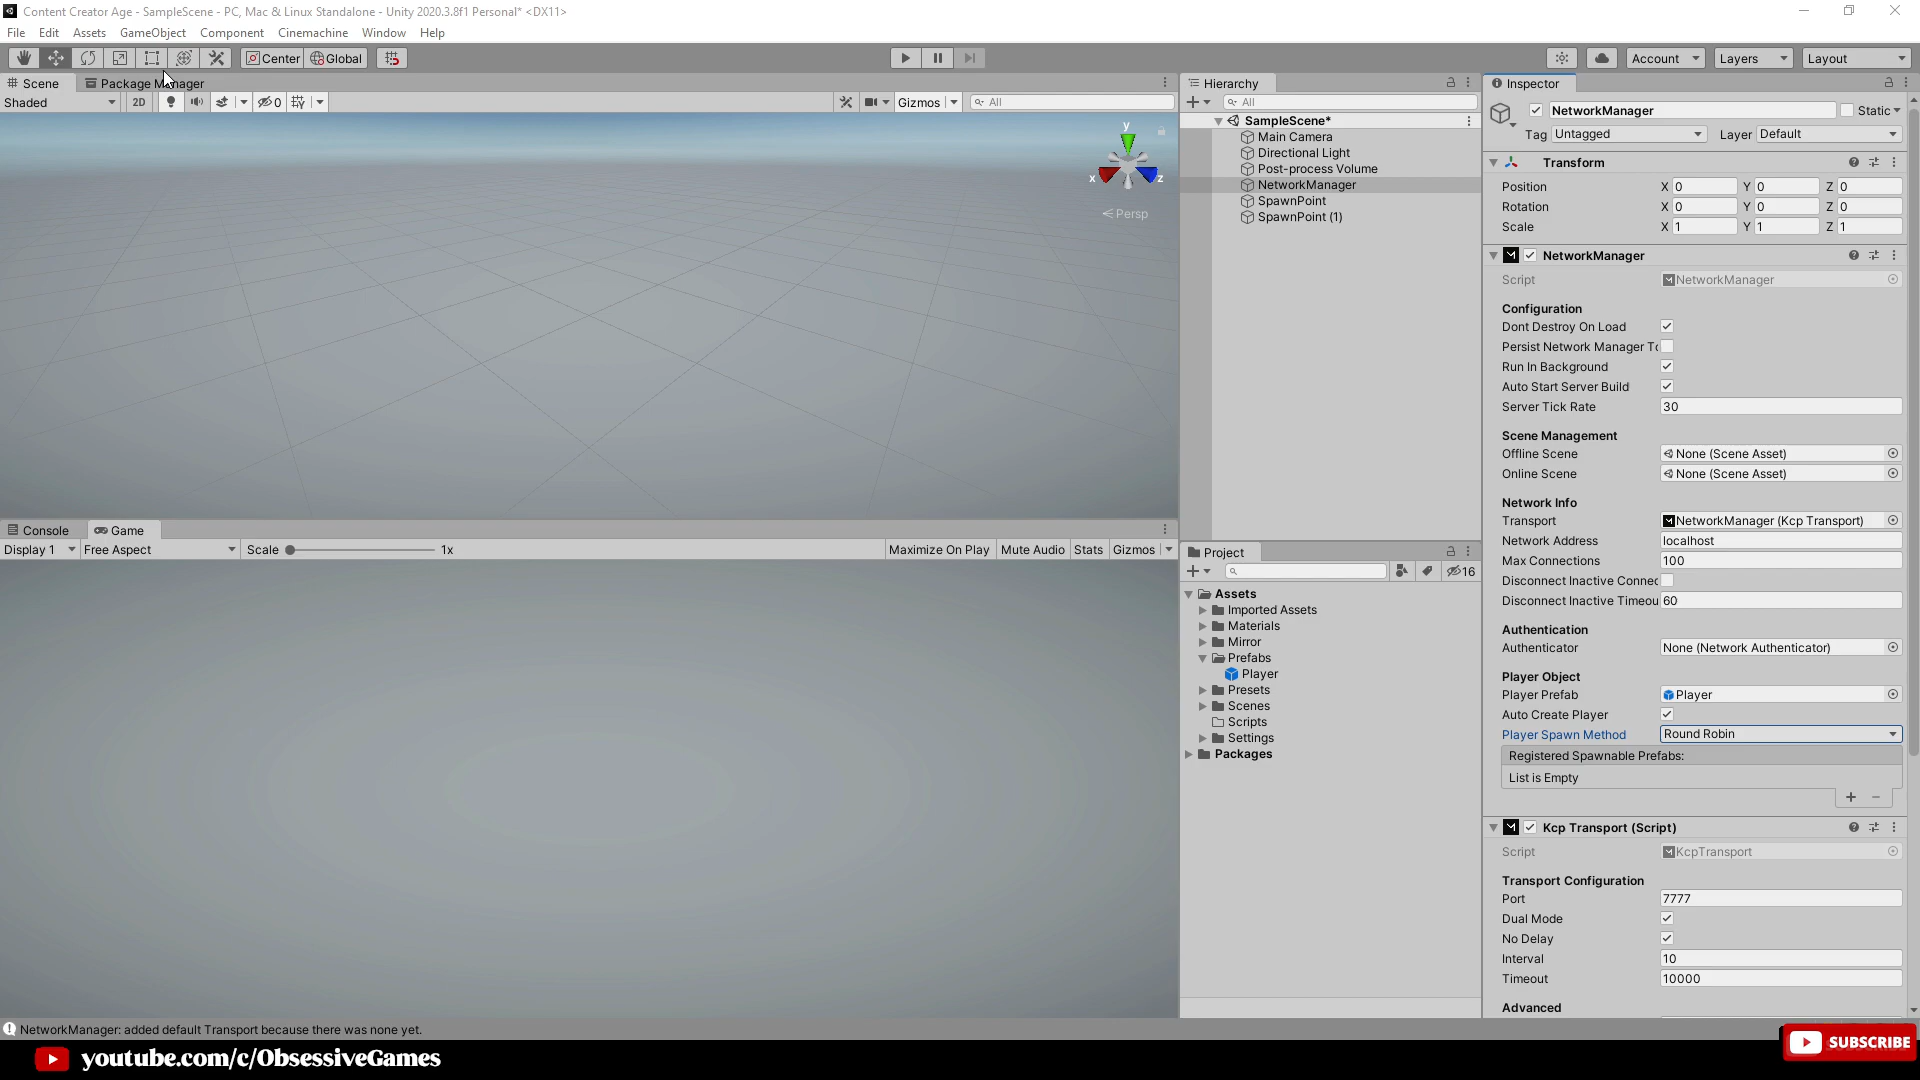 Content Creator Age - SampleScene - PC, Mac & Linux Standalone - Unity 2020.3.8f1 Personal* <DX11>
File Edit Assets GameObject Component Cinemachine Window Help
Center Global Account Layers Layout
Scene Package Manager
Shaded 2D 0 Gizmos All
y
x z
Persp
Hierarchy
All
SampleScene*
Main Camera
Directional Light
Post-process Volume
NetworkManager
SpawnPoint
SpawnPoint (1)
Console Game
Display 1 Free Aspect Scale 1x Maximize On Play Mute Audio Stats Gizmos
Project
16
Assets
Imported Assets
Materials
Mirror
Prefabs
Player
Presets
Scenes
Scripts
Settings
Packages
Inspector
NetworkManager Static
Tag Untagged Layer Default
Transform
Position X 0 Y 0 Z 0
Rotation X 0 Y 0 Z 0
Scale X 1 Y 1 Z 1
NetworkManager
Script NetworkManager
Configuration
Dont Destroy On Load
Persist Network Manager To
Run In Background
Auto Start Server Build
Server Tick Rate 30
Scene Management
Offline Scene None (Scene Asset)
Online Scene None (Scene Asset)
Network Info
Transport NetworkManager (Kcp Transport)
Network Address localhost
Max Connections 100
Disconnect Inactive Connec
Disconnect Inactive Timeou 60
Authentication
Authenticator None (Network Authenticator)
Player Object
Player Prefab Player
Auto Create Player
Player Spawn Method Round Robin
Registered Spawnable Prefabs:
List is Empty
Kcp Transport (Script)
Script KcpTransport
Transport Configuration
Port 7777
Dual Mode
No Delay
Interval 10
Timeout 10000
Advanced
NetworkManager: added default Transport because there was none yet.
youtube.com/c/ObsessiveGames
SUBSCRIBE